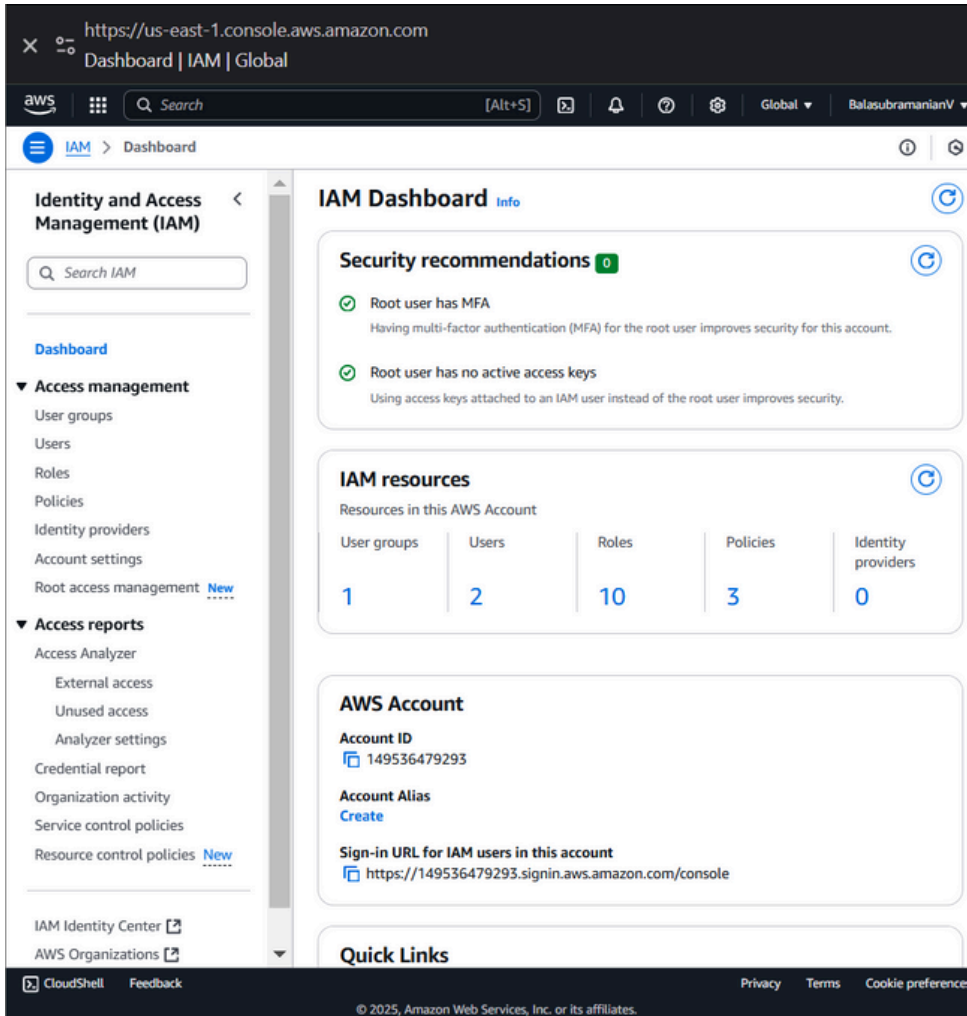 https://us-east-1.console.aws.amazon.com
Dashboard | IAM | Global
aws
Search [Alt+S] Global BalasubramanianV
IAM > Dashboard
Identity and Access
Management (IAM)
Search IAM
Dashboard
Access management
User groups
Users
Roles
Policies
Identity providers
Account settings
Root access management New
Access reports
Access Analyzer
External access
Unused access
Analyzer settings
Credential report
Organization activity
Service control policies
Resource control policies New
IAM Identity Center
AWS Organizations
IAM Dashboard Info
Security recommendations 0
Root user has MFA
Having multi-factor authentication (MFA) for the root user improves security for this account.
Root user has no active access keys
Using access keys attached to an IAM user instead of the root user improves security.
IAM resources
Resources in this AWS Account
User groups Users Roles Policies Identity
providers
1 2 10 3 0
AWS Account
Account ID
149536479293
Account Alias
Create
Sign-in URL for IAM users in this account
https://149536479293.signin.aws.amazon.com/console
Quick Links
CloudShell Feedback Privacy Terms Cookie preference
© 2025, Amazon Web Services, Inc. or its affiliates.